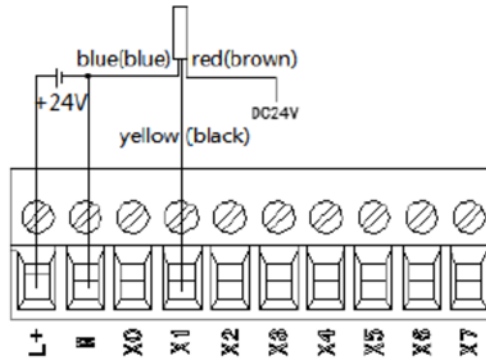 blue(blue) red(brown)
+24V
DC24V
yellow (black)
L+ M X0 X1 X2 X3 X4 X5 X6 X7